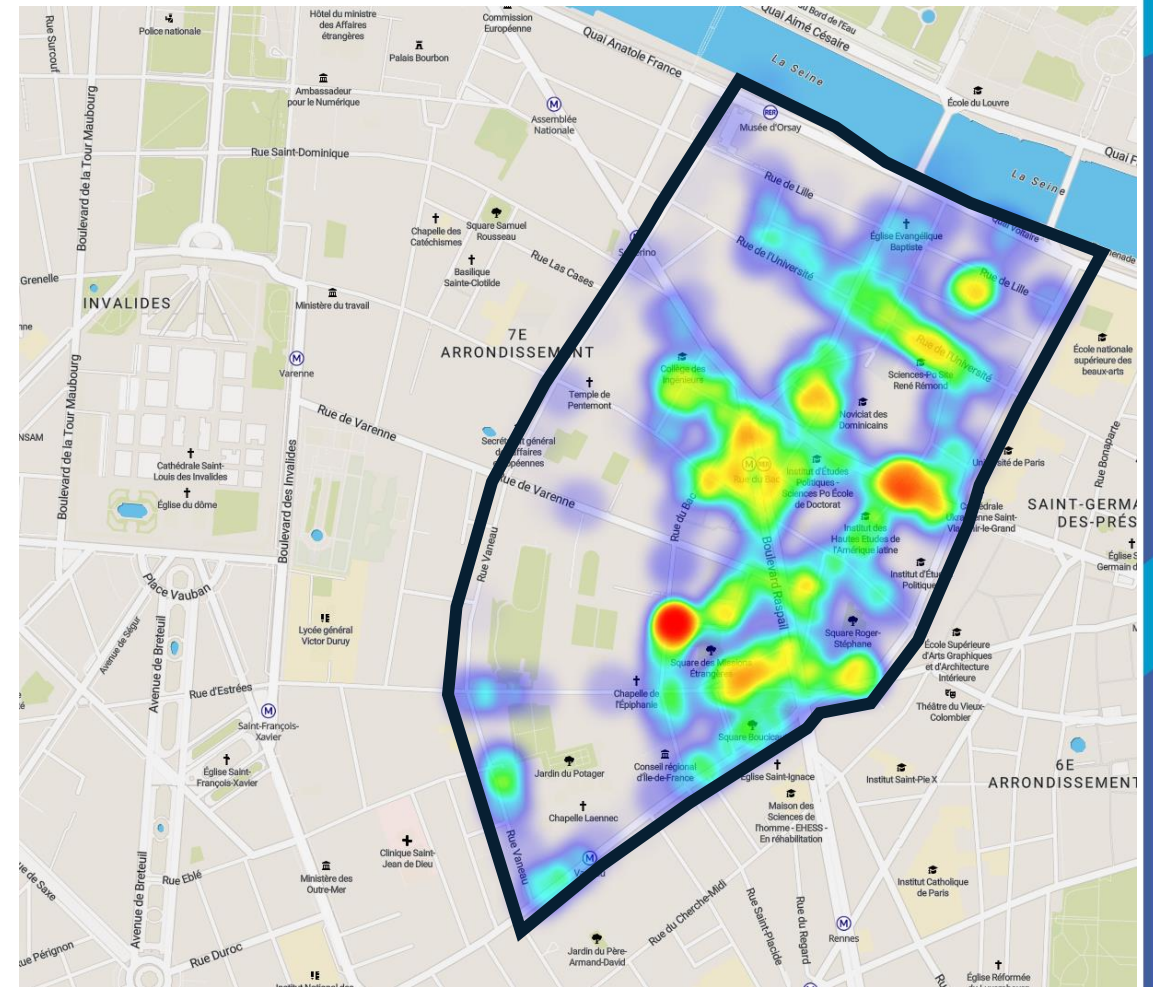 Rue Surcouf
Police nationale
Hôtel du ministre
des Affaires
étrangères
Palais Bourbon
Commission
Européenne
Quai Aimé Césaire
Quai Anatole France
La Seine
École du Louvre
Ambassadeur
pour le Numérique
Assemblée
Nationale
RER
Musée d'Orsay
Boulevard de la Tour Maubourg
Rue Saint-Dominique
Rue de Lille
La Seine
Quai Voltaire
Chapelle des
Catéchismes
Square Samuel
Rousseau
Église Evangélique
Baptiste
Rue de l'Université
Rue Las Cases
Basilique
Sainte-Clotilde
Grenelle
INVALIDES
Ministère du travail
Rue de Lille
7E
ARRONDISSEMENT
École nationale
supérieure des
beaux-arts
Rue de l'Université
Varenne
Collège des
Ingénieurs
Sciences-Po Site
René Rémond
Temple de
Pentemont
Boulevard de la Tour Maubourg
Rue de Varenne
Noviciat des
Dominicains
Rue Bonaparte
NSAM
Cathédrale Saint-
Louis des Invalides
Église du dôme
Boulevard des Invalides
Rue de Varenne
Rue du Bac
Rue du Bac
Institut d'Études
Politiques -
Sciences Po École
de Doctorat
Université de Paris
SAINT-GERMA
DES-PRÉS
Institut des
Hautes Études de
l'Amérique latine
Rue Vaneau
Boulevard Raspail
Place Vauban
Avenue de Ségur
Avenue de Breteuil
Lycée général
Victor Duruy
Square Roger-
Stéphane
École Supérieure
d'Arts Graphiques
et d'Architecture
Intérieure
Square des Missions
Étrangères
Rue d'Estrées
Chapelle de
l'Épiphanie
Théâtre du Vieux-
Colombier
Saint-François-
Xavier
Square Boucicaut
Église Saint-
François-Xavier
Jardin du Potager
Conseil régional
d'Île-de-France
Église Saint-Ignace
Institut Saint-Pie X
6E
ARRONDISSEMENT
Chapelle Laennec
Maison des
Sciences de
l'homme - EHESS -
En réhabilitation
Clinique Saint-
Jean de Dieu
Rue Vaneau
Avenue de Breteuil
Rue Eblé
Ministère des
Outre-Mer
Institut Catholique
de Paris
Rue du Cherche-Midi
Rue Saint-Placide
Rue du Regard
Rennes
Rue Duroc
Jardin du Père-
Armand-David
Église Réformée